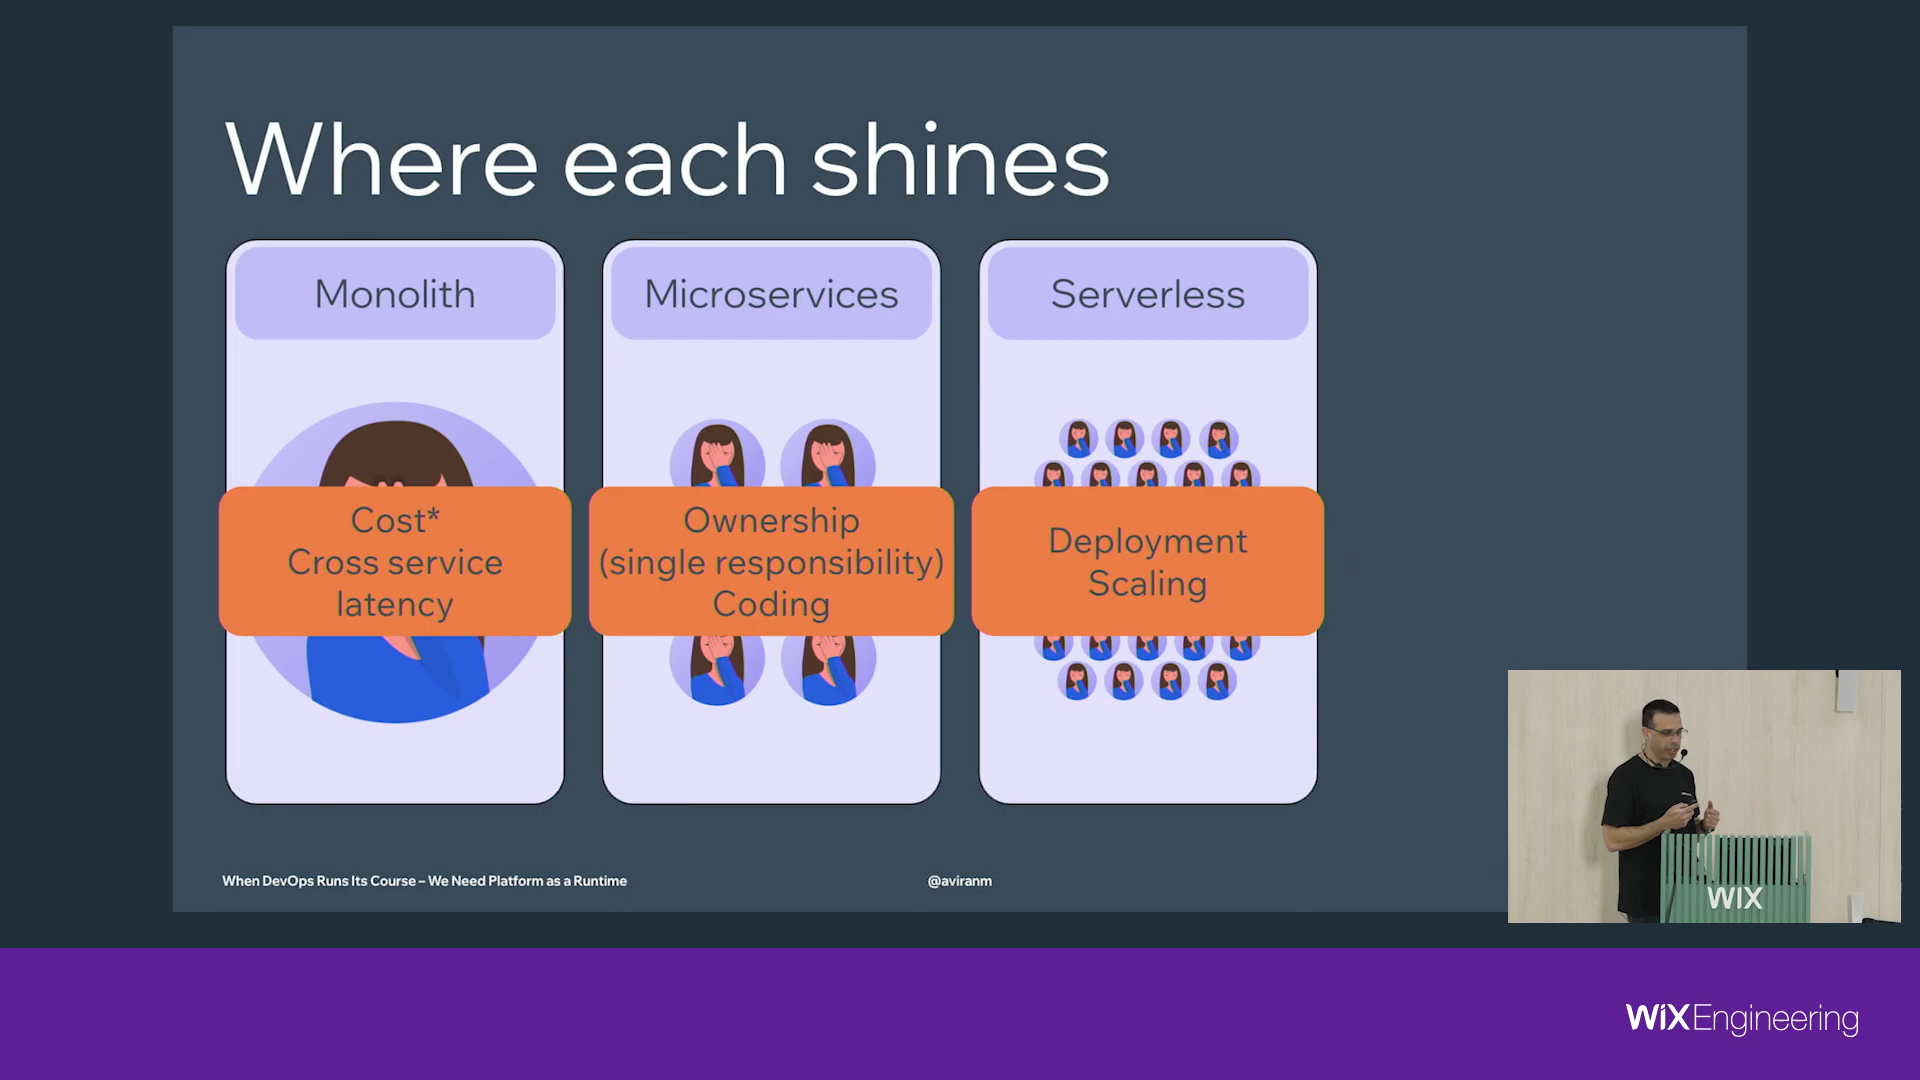 Where each shines
Monolith
Microservices
Serverless
Cost*
Cross service
latency
Ownership
(single responsibility)
Coding
Deployment
Scaling
When DevOps Runs Its Course – We Need Platform as a Runtime
@aviranm
WIX
WIX Engineering